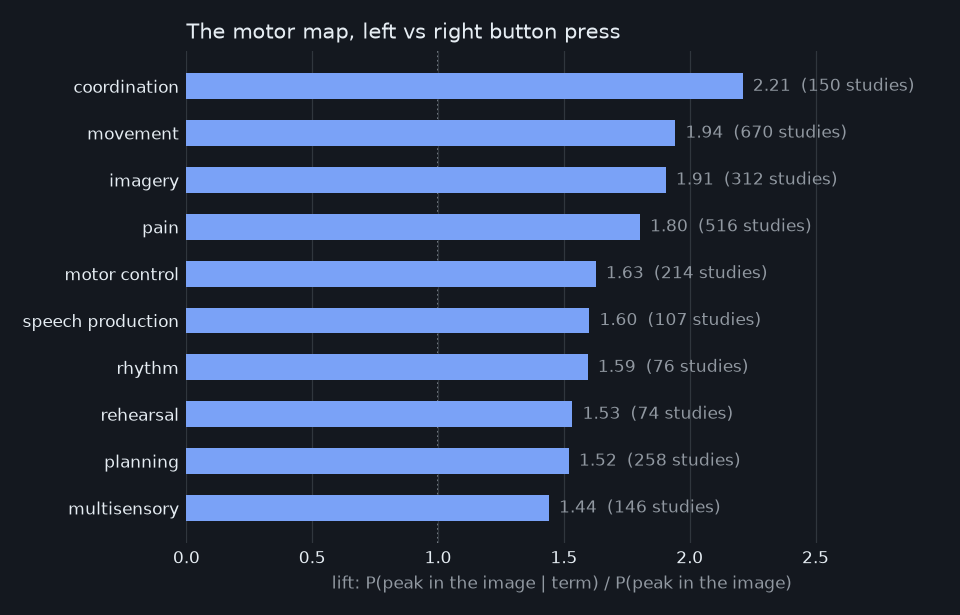 The motor map, left vs right button press
coordination 2.21 (150 studies)
movement 1.94 (670 studies)
imagery 1.91 (312 studies)
pain 1.80 (516 studies)
motor control 1.63 (214 studies)
speech production 1.60 (107 studies)
rhythm 1.59 (76 studies)
rehearsal 1.53 (74 studies)
planning 1.52 (258 studies)
multisensory 1.44 (146 studies)
0.0 0.5 1.0 1.5 2.0 2.5
lift: P(peak in the image | term) / P(peak in the image)